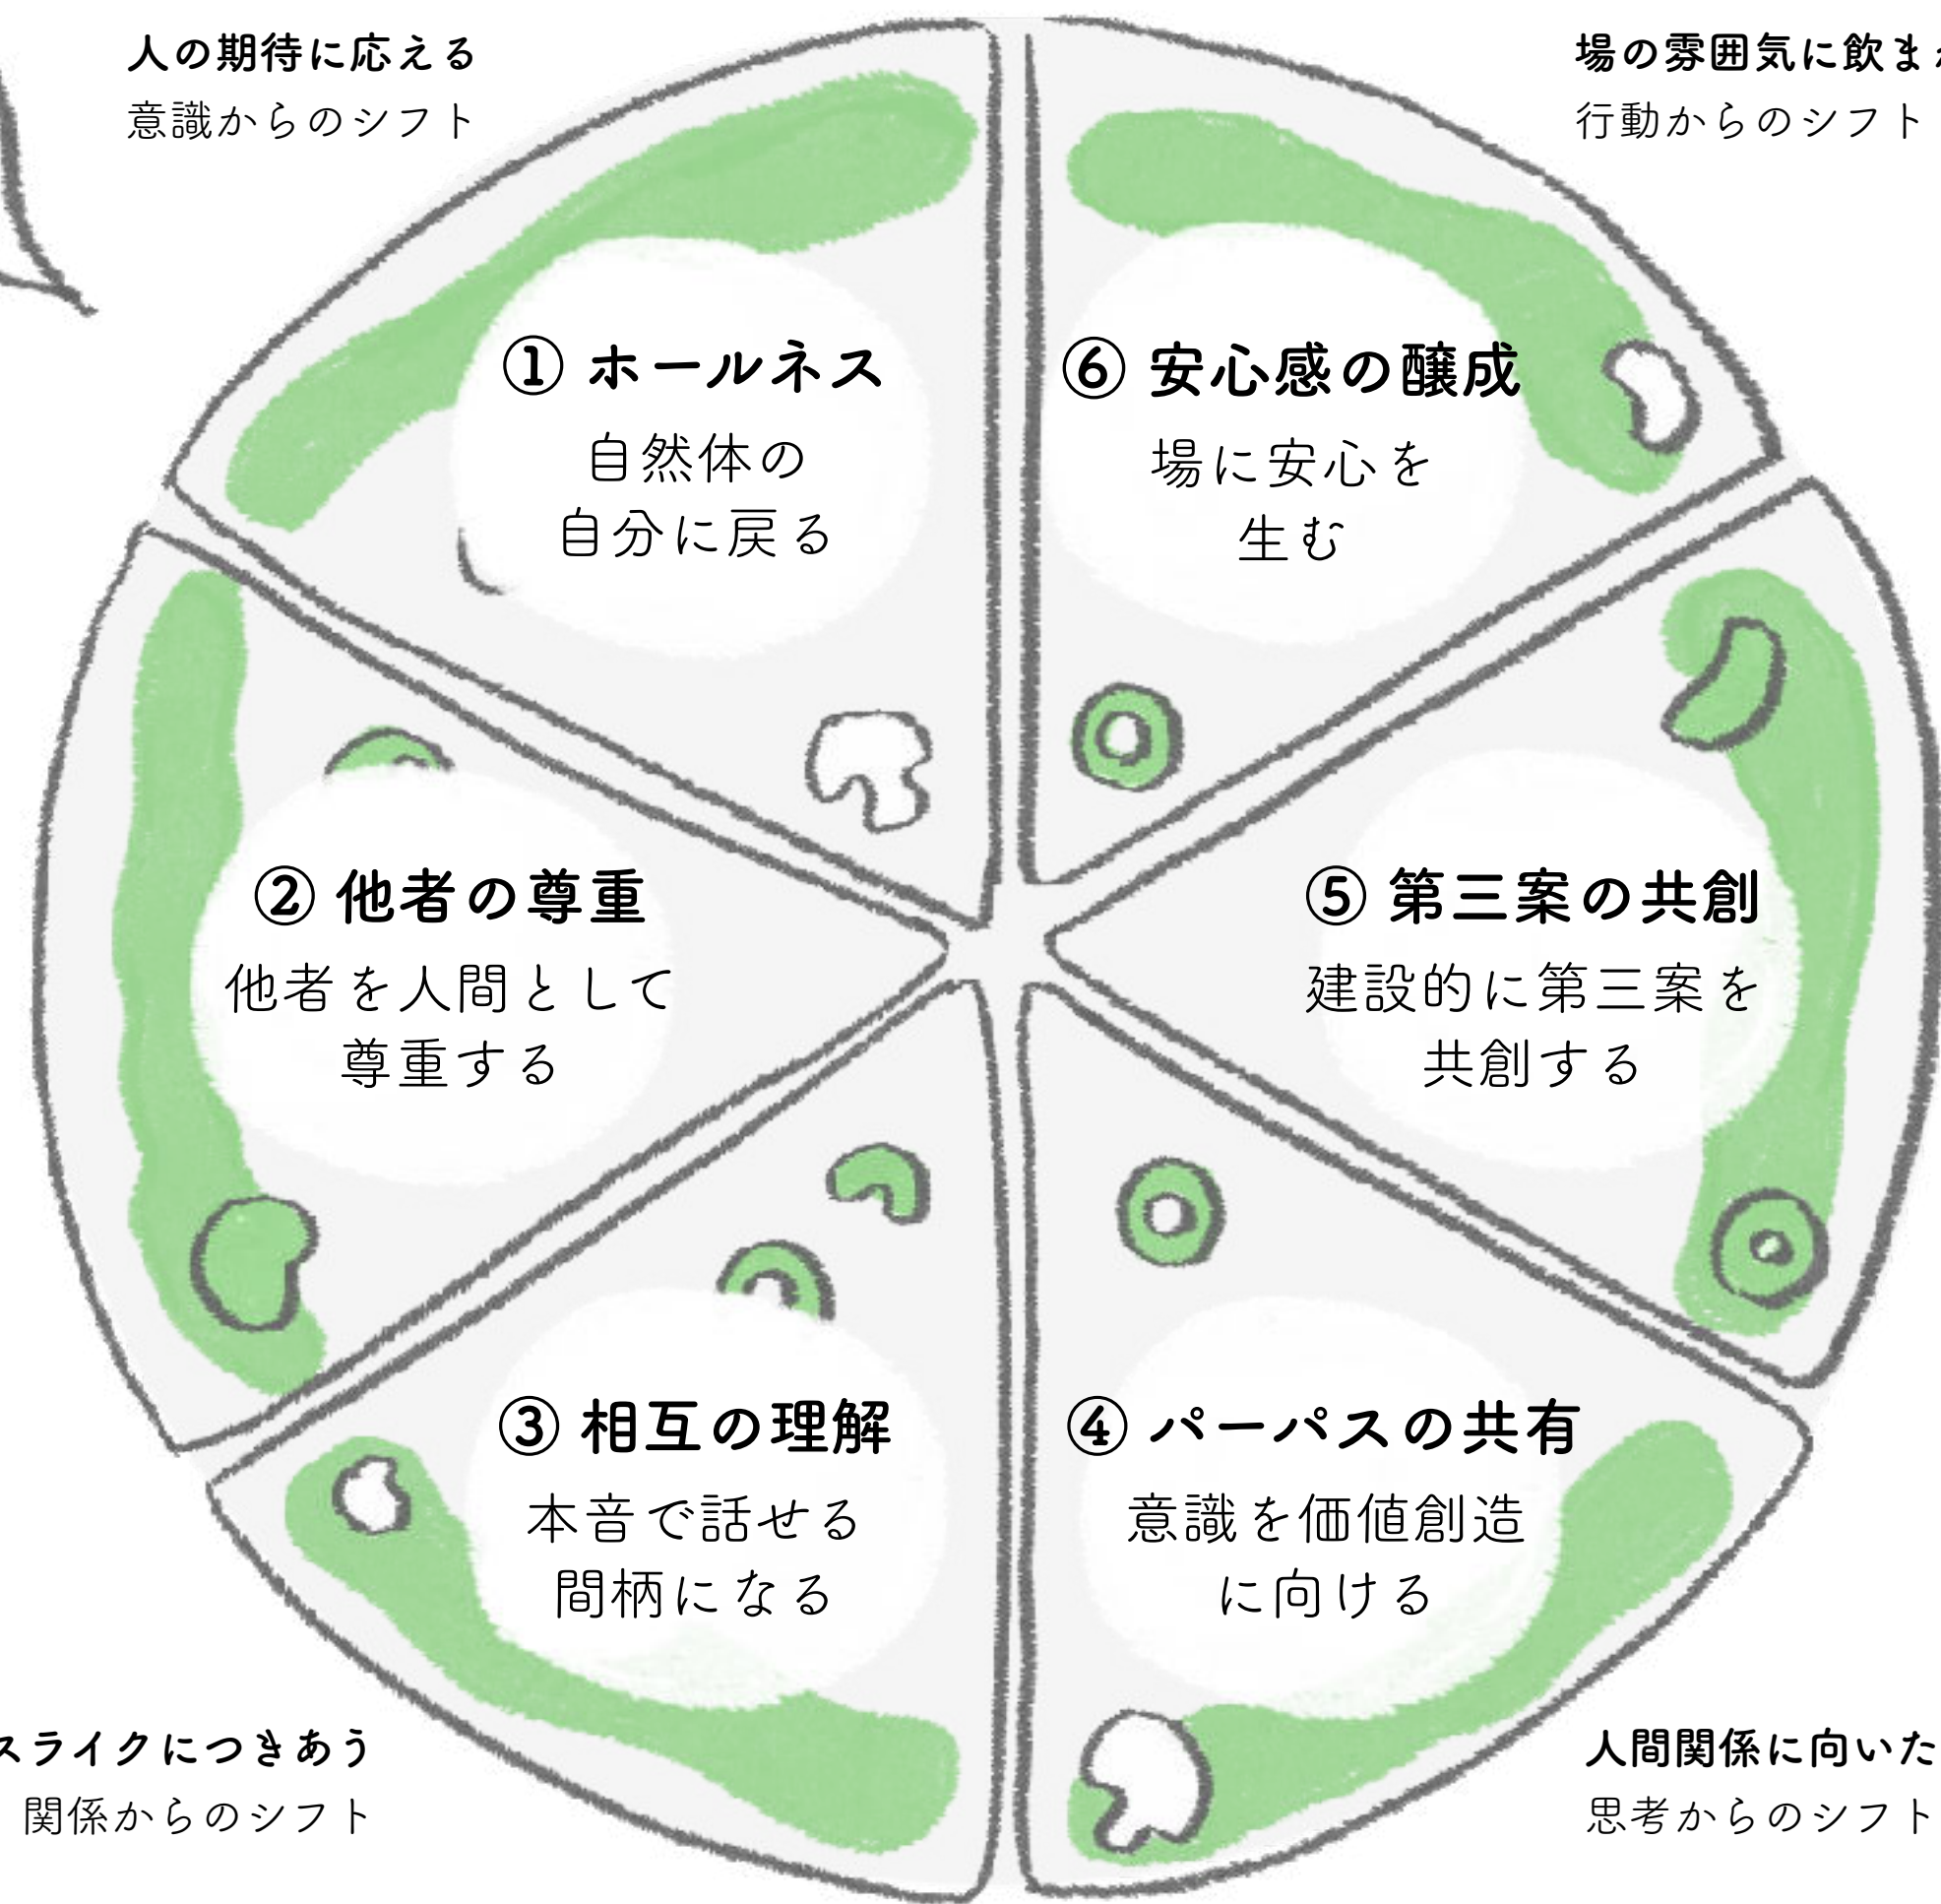 人の期待に応える
意識からのシフト
場の雰囲気に飲ま
行動からのシフト
① ホールネス
自然体の
自分に戻る
⑥ 安心感の醸成
場に安心を
生む
② 他者の尊重
他者を人間として
尊重する
⑤ 第三案の共創
建設的に第三案を
共創する
③ 相互の理解
本音で話せる
間柄になる
④ パーパスの共有
意識を価値創造
に向ける
スライクにつきあう
関係からのシフト
人間関係に向いた
思考からのシフト